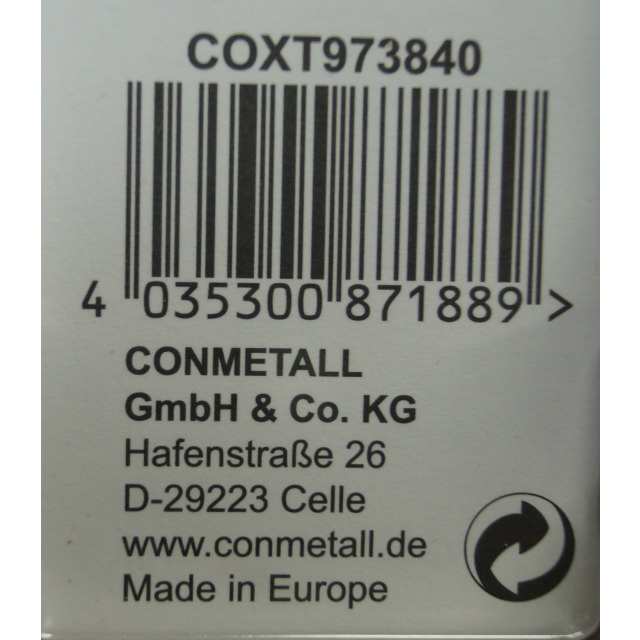 COXT973840
4 035300 871889 >
CONMETALL
GmbH & Co. KG
Hafenstraße 26
D-29223 Celle
www.conmetall.de
Made in Europe